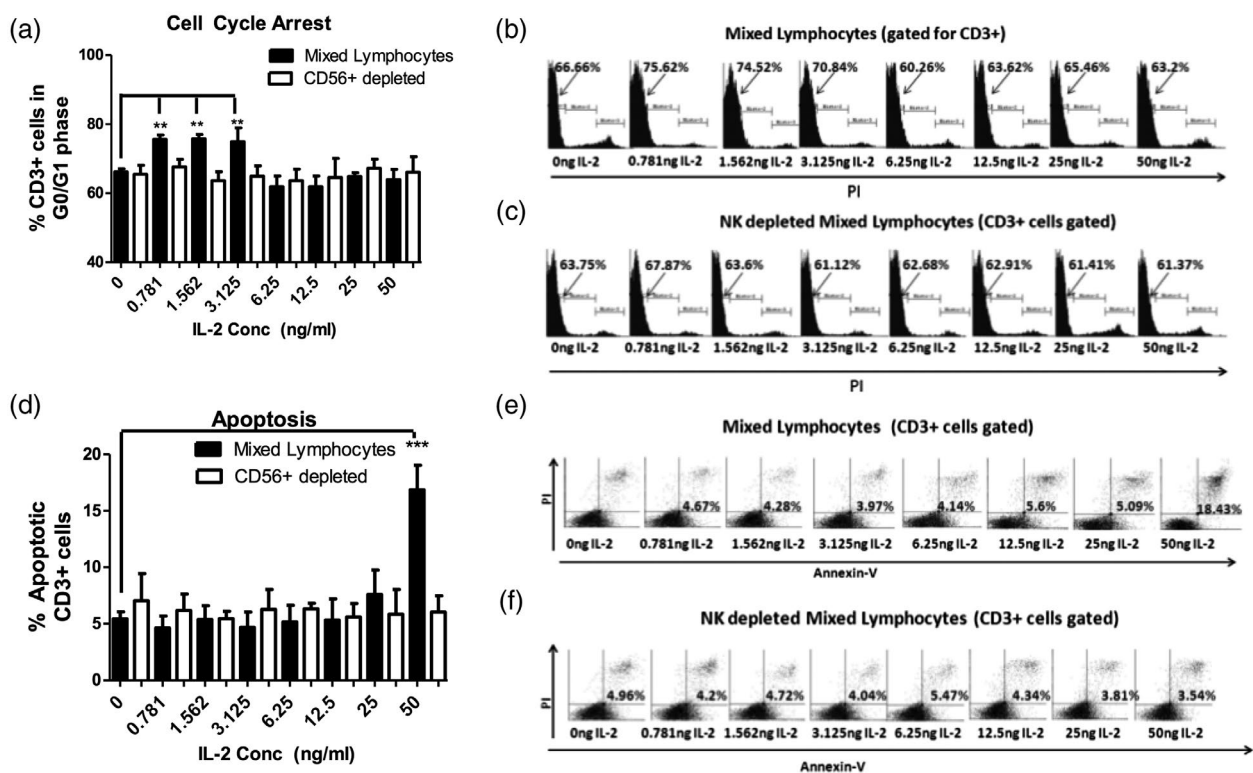 (a)
Cell Cycle Arrest
Mixed Lymphocytes
CD56+ depleted
% CD3+ cells in
G0/G1 phase
100
80
60
40
** ** **
0 0.781 1.562 3.125 6.25 12.5 25 50
IL-2 Conc (ng/ml)
(b)
Mixed Lymphocytes (gated for CD3+)
66.66% 75.62% 74.52% 70.84% 60.26% 63.62% 65.46% 63.2%
0ng IL-2 0.781ng IL-2 1.562ng IL-2 3.125ng IL-2 6.25ng IL-2 12.5ng IL-2 25ng IL-2 50ng IL-2
PI
(c)
NK depleted Mixed Lymphocytes (CD3+ cells gated)
63.75% 67.87% 63.6% 61.12% 62.68% 62.91% 61.41% 61.37%
0ng IL-2 0.781ng IL-2 1.562ng IL-2 3.125ng IL-2 6.25ng IL-2 12.5ng IL-2 25ng IL-2 50ng IL-2
PI
(d)
Apoptosis
Mixed Lymphocytes
CD56+ depleted
***
% Apoptotic
CD3+ cells
20
15
10
5
0
0 0.781 1.562 3.125 6.25 12.5 25 50
IL-2 Conc (ng/ml)
(e)
Mixed Lymphocytes (CD3+ cells gated)
PI
4.67% 4.28% 3.97% 4.14% 5.6% 5.09% 18.43%
0ng IL-2 0.781ng IL-2 1.562ng IL-2 3.125ng IL-2 6.25ng IL-2 12.5ng IL-2 25ng IL-2 50ng IL-2
Annexin-V
(f)
NK depleted Mixed Lymphocytes (CD3+ cells gated)
PI
4.96% 4.2% 4.72% 4.04% 5.47% 4.34% 3.81% 3.54%
0ng IL-2 0.781ng IL-2 1.562ng IL-2 3.125ng IL-2 6.25ng IL-2 12.5ng IL-2 25ng IL-2 50ng IL-2
Annexin-V